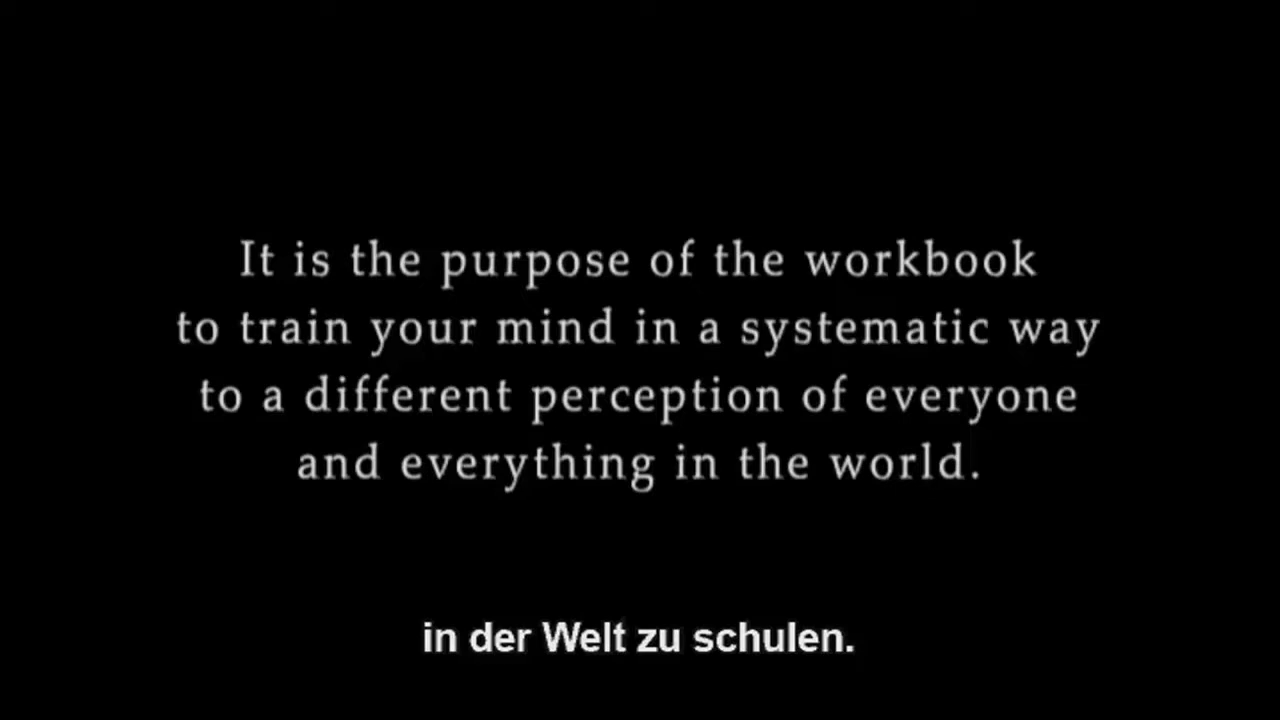 It is the purpose of the workbook
to train your mind in a systematic way
to a different perception of everyone
and everything in the world.
in der Welt zu schulen.